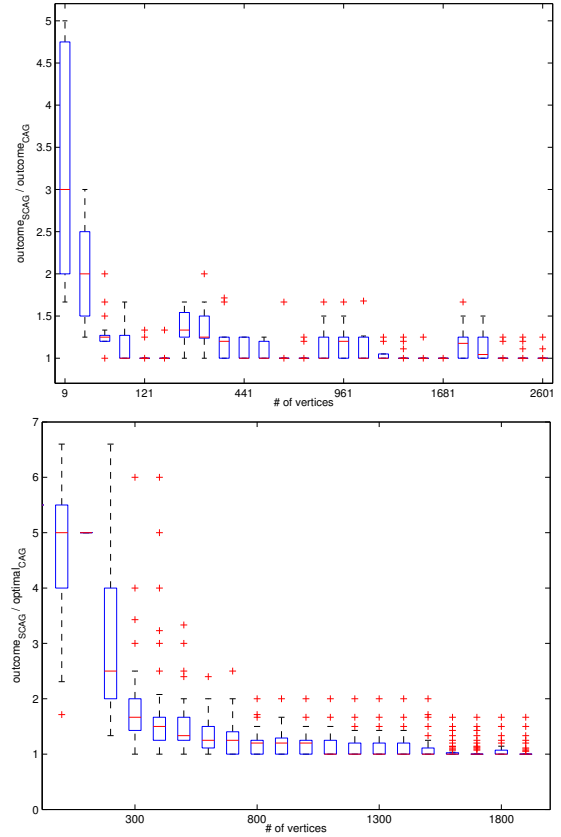 5
4.5
4
3.5
3
2.5
2
1.5
1
outcome_SCAG / outcome_CAG
9 121 441 961 1681 2601
# of vertices
7
6
5
4
3
2
1
0
outcome_SCAG / optimal_CAG
300 800 1300 1800
# of vertices